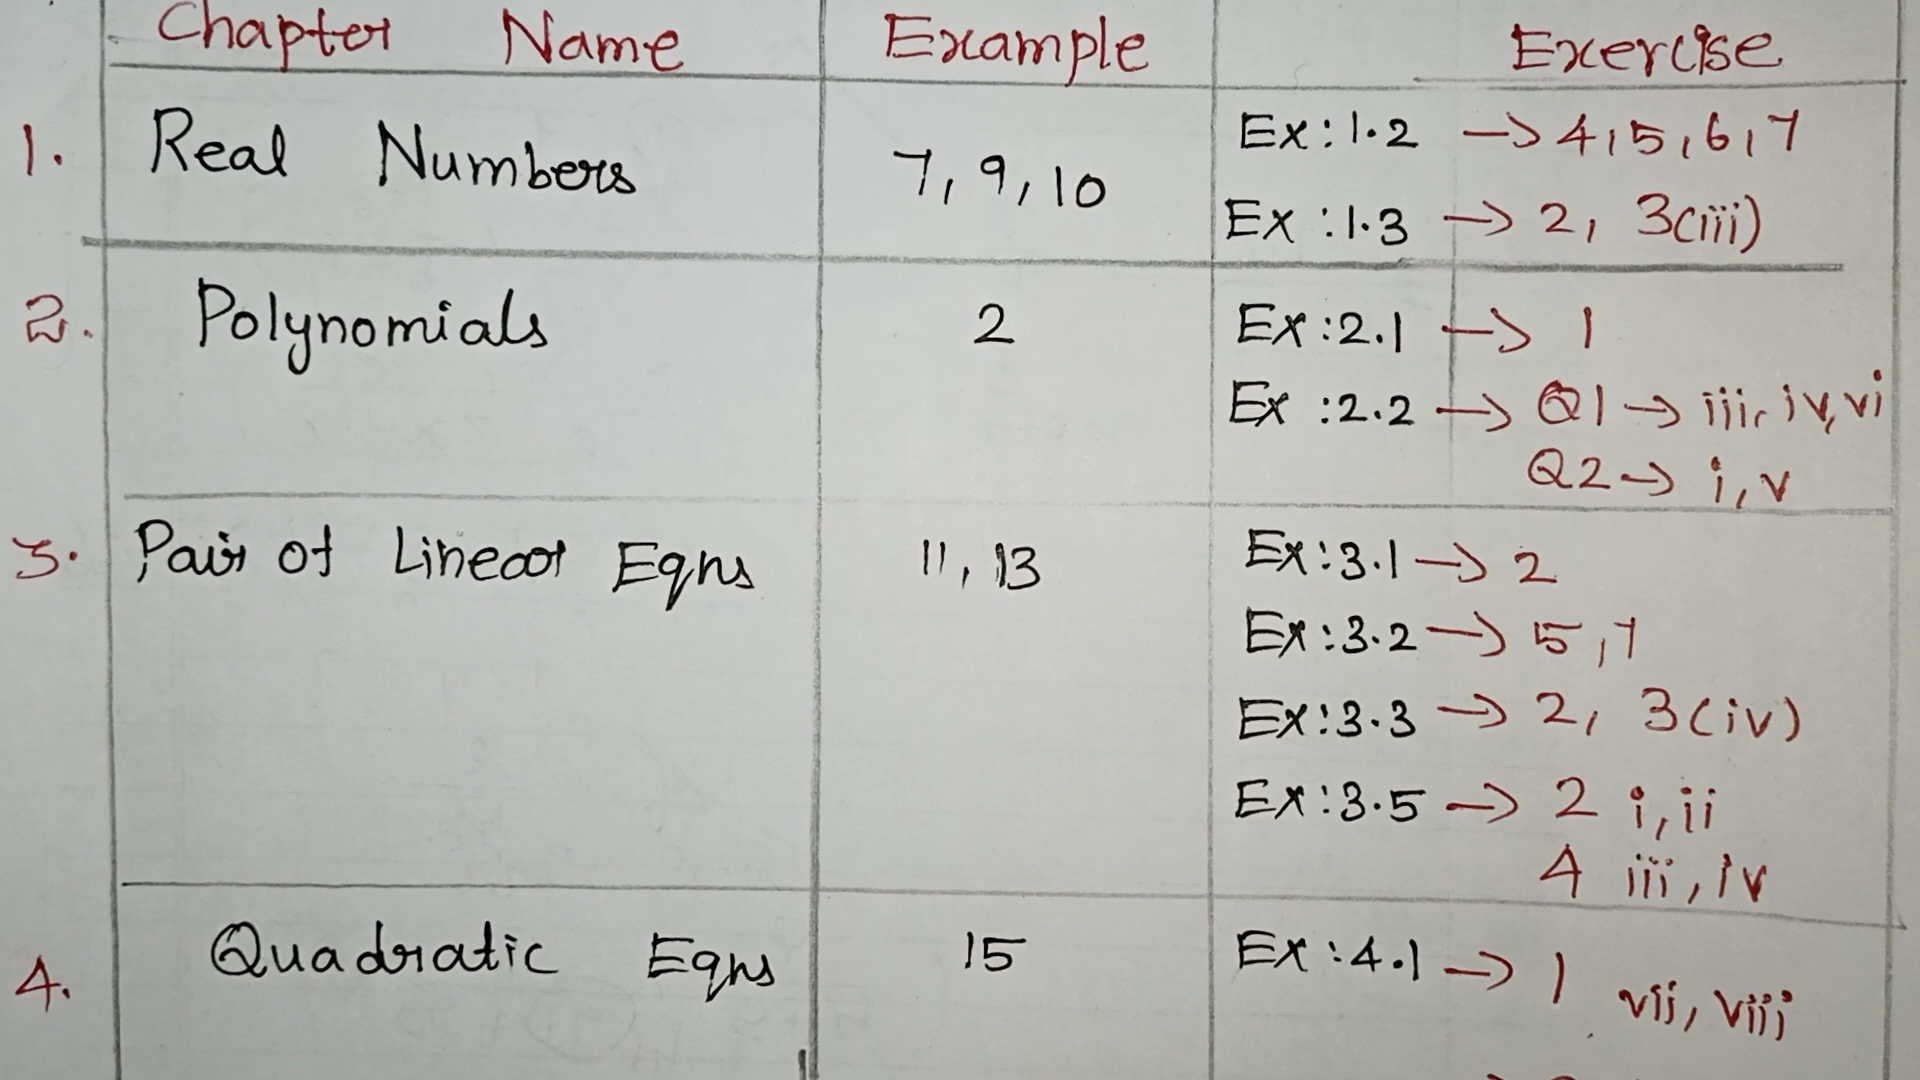 Chapter Name Example Exercise
1. Real Numbers 7, 9, 10 Ex:1.2 → 4,5,6,7
Ex:1.3 → 2, 3(iii)
2. Polynomials 2 Ex:2.1 → 1
Ex:2.2 → Q1 → iii, iv, vi
Q2 → i, v
3. Pair of Linear Eqns 11, 13 Ex:3.1 → 2
Ex:3.2 → 5,7
Ex:3.3 → 2, 3(iv)
Ex:3.5 → 2 i, ii
4 iii, iv
4. Quadratic Eqns 15 Ex:4.1 → 1 vii, viii